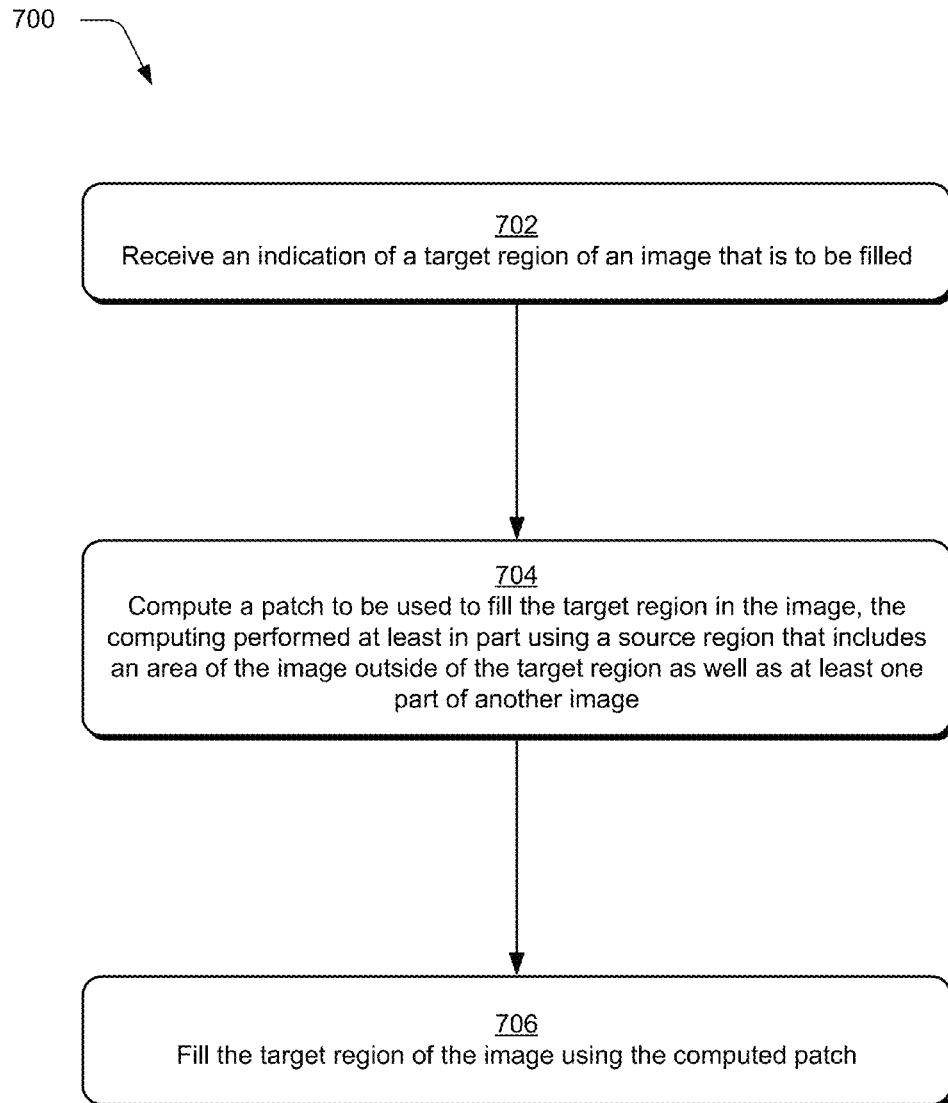 700
702
Receive an indication of a target region of an image that is to be filled
704
Compute a patch to be used to fill the target region in the image, the
computing performed at least in part using a source region that includes
an area of the image outside of the target region as well as at least one
part of another image
706
Fill the target region of the image using the computed patch